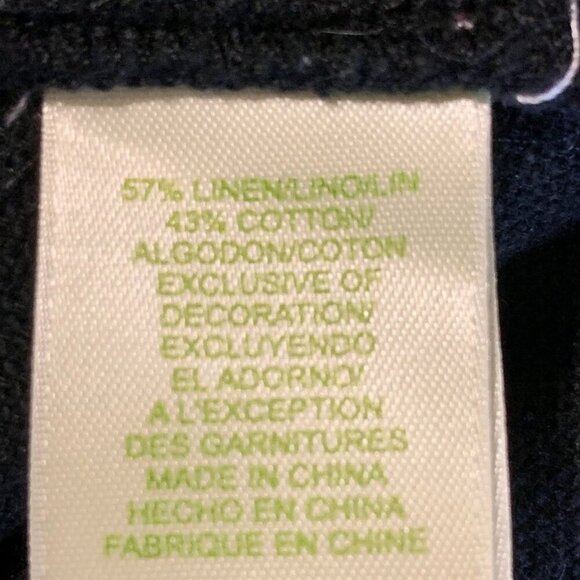 57% LINEN/LINO/LIN
43% COTTON/
ALGODON/COTON
EXCLUSIVE OF
DECORATION/
EXCLUYENDO
EL ADORNO/
A L'EXCEPTION
DES GARNITURES
MADE IN CHINA
HECHO EN CHINA
FABRIQUE EN CHINE